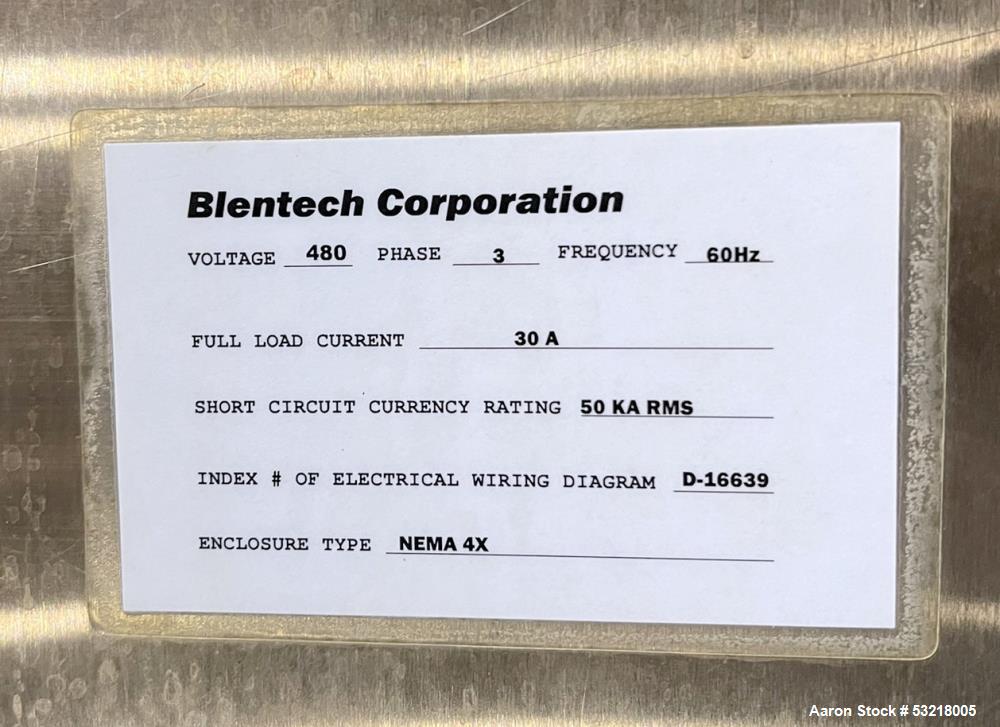 Blentech Corporation
VOLTAGE 480 PHASE 3 FREQUENCY 60Hz
FULL LOAD CURRENT 30 A
SHORT CIRCUIT CURRENCY RATING 50 KA RMS
INDEX # OF ELECTRICAL WIRING DIAGRAM D-16639
ENCLOSURE TYPE NEMA 4X
Aaron Stock # 53218005